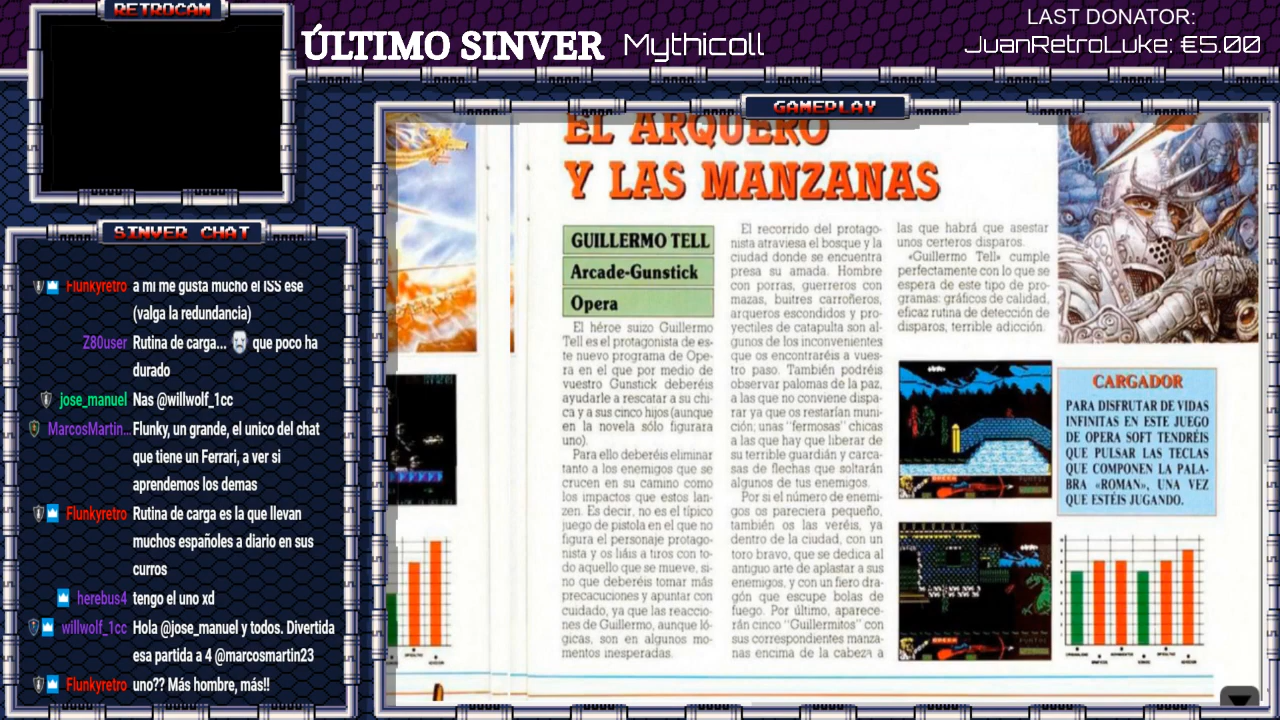 RETROCAM
ÚLTIMO SINVER Mythicoll
LAST DONATOR:
JuanRetroLuke: €5.00
SINVER CHAT
Flunkyretro a mi me gusta mucho el ISS ese
(valga la redundancia)
Z80user Rutina de carga... que poco ha
durado
jose_manuel Nas @willwolf_1cc
MarcosMartin... Flunky, un grande, el unico del chat
que tiene un Ferrari, a ver si
aprendemos los demas
Flunkyretro Rutina de carga es la que llevan
muchos españoles a diario en sus
curros
herebus4 tengo el uno xd
willwolf_1cc Hola @jose_manuel y todos. Divertida
esa partida a 4 @marcosmartin23
Flunkyretro uno?? Más hombre, más!!
GAMEPLAY
EL ARQUERO
Y LAS MANZANAS
GUILLERMO TELL
Arcade-Gunstick
Opera
El héroe suizo Guillermo
Tell es el protagonista de es-
te nuevo programa de Ope-
ra en el que por medio de
vuestro Gunstick deberéis
ayudarle a rescatar a su chi-
ca y a sus cinco hijos (aunque
en la novela sólo figurara
uno).
Para ello deberéis eliminar
tanto a los enemigos que se
crucen en su camino como
los impactos que estos lan-
zen. Es decir, no es el típico
juego de pistola en el que no
figura el personaje protago-
nista y os liáis a tiros con to-
do aquello que se mueve, si-
no que deberéis tomar más
precacuciones y apuntar con
cuidado, ya que las reaccio-
nes de Guillermo, aunque ló-
gicas, son en algunos mo-
mentos inesperadas.
El recorrido del protago-
nista atraviesa el bosque y la
ciudad donde se encuentra
presa su amada. Hombre
con porras, guerreros con
mazas, buitres carroñeros,
arqueros escondidos y pro-
yectiles de catapulta son al-
gunos de los inconvenientes
que os encontraréis a vues-
tro paso. También podréis
observar palomas de la paz,
a las que no conviene dispa-
rar ya que os restarían muni-
ción; unas "fermosas" chicas
a las que hay que liberar de
su terrible guardián y carca-
sas de flechas que soltarán
algunos de tus enemigos.
Por si el número de enemi-
gos os pareciera pequeño,
también os las veréis, ya
dentro de la ciudad, con un
toro bravo, que se dedica al
antiguo arte de aplastar a sus
enemigos, y con un fiero dra-
gón que escupe bolas de
fuego. Por último, aparece-
rán cinco "Guillermitos" con
sus correspondientes manza-
nas encima de la cabeza a
las que habrá que asestar
unos certeros disparos.
«Guillermo Tell» cumple
perfectamente con lo que se
espera de este tipo de pro-
gramas: gráficos de calidad,
eficaz rutina de detección de
disparos, terrible adicción.
CARGADOR
PARA DISFRUTAR DE VIDAS
INFINITAS EN ESTE JUEGO
DE OPERA SOFT TENDRÉIS
QUE PULSAR LAS TECLAS
QUE COMPONEN LA PALA-
BRA «ROMAN», UNA VEZ
QUE ESTÉIS JUGANDO.